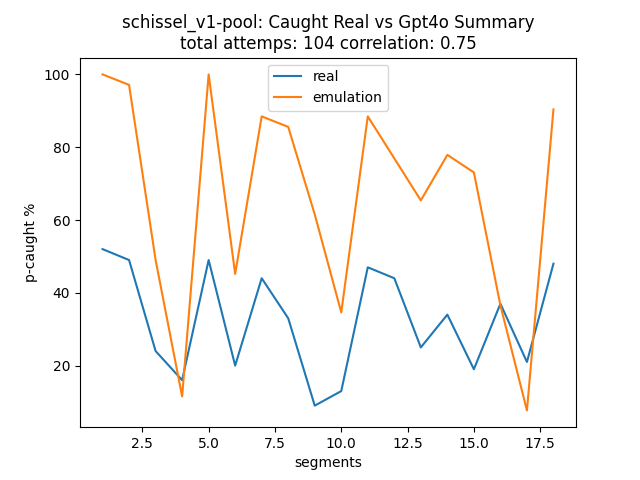 schissel_v1-pool: Caught Real vs Gpt4o Summary
total attemps: 104 correlation: 0.75
real
emulation
100
80
60
40
20
p-caught %
2.5 5.0 7.5 10.0 12.5 15.0 17.5
segments